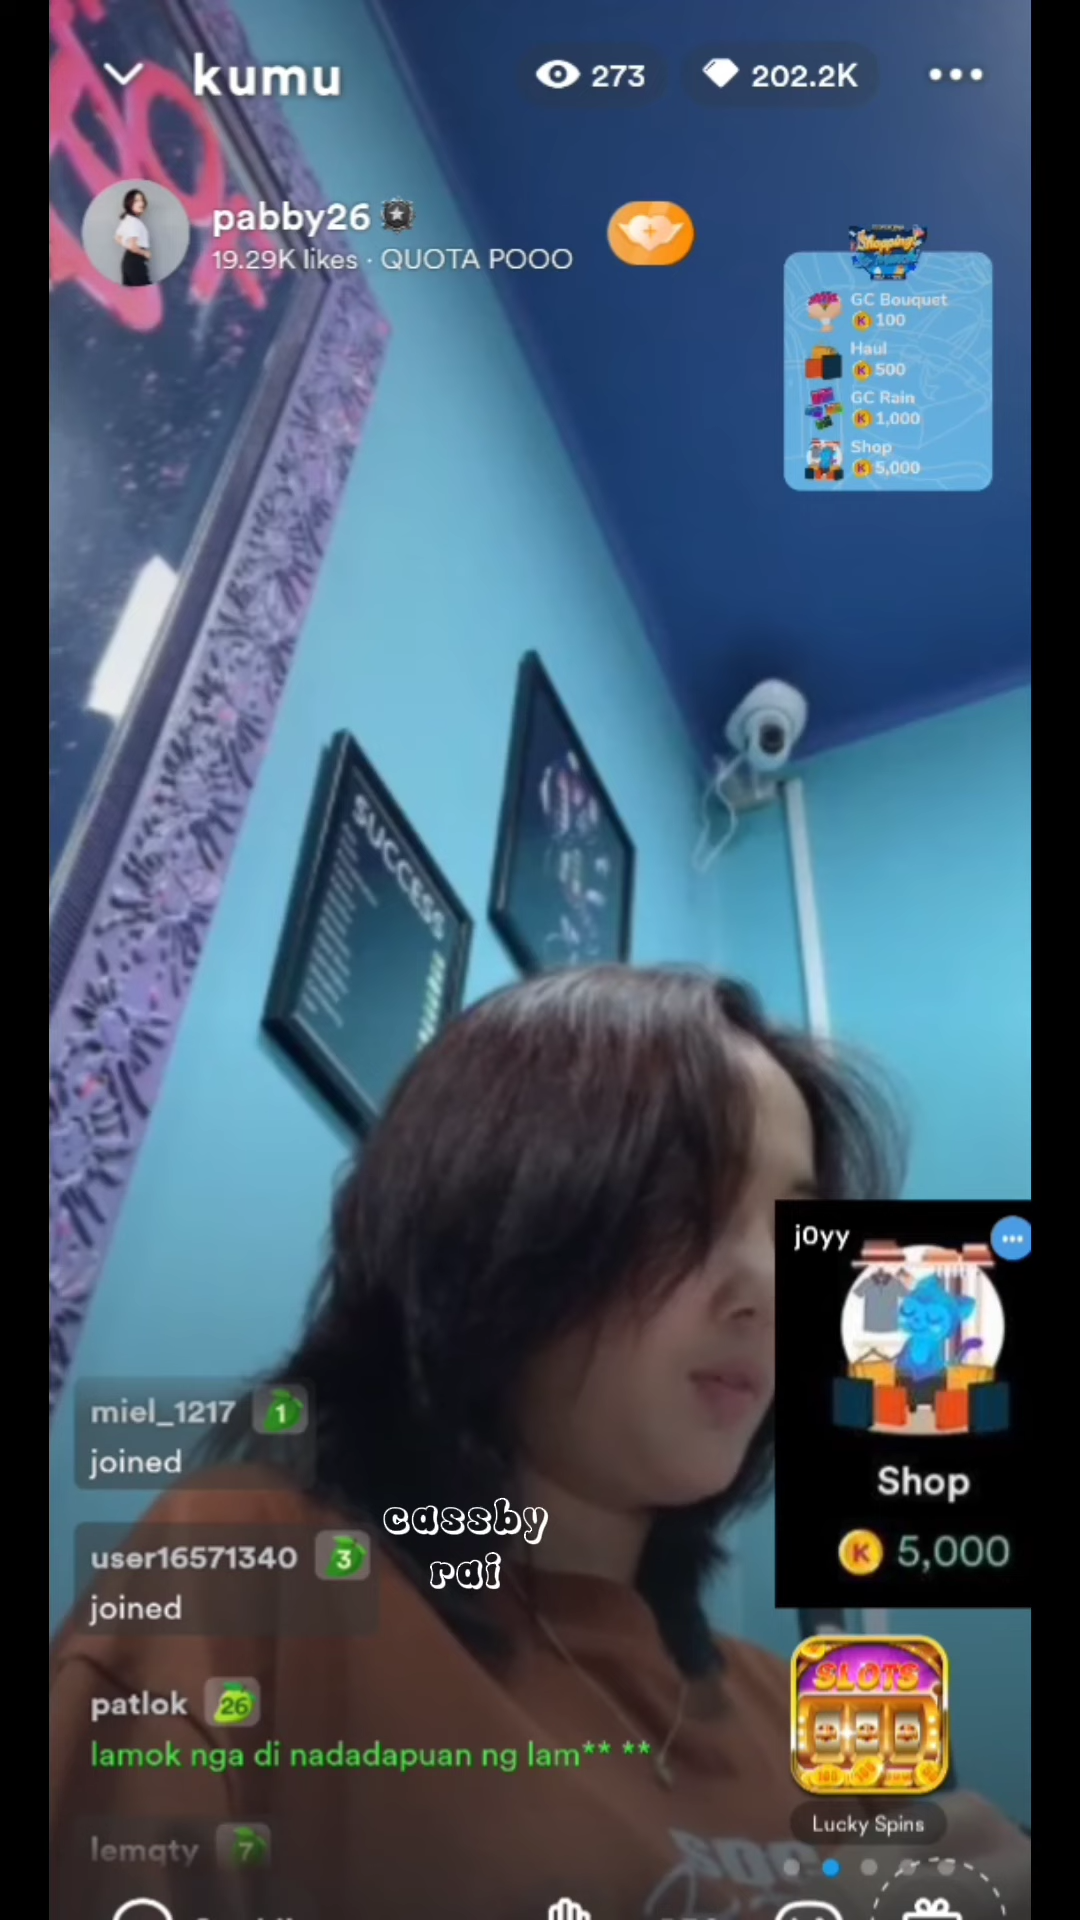 kumu
273
202.2K
pabby26
19.29K likes · QUOTA POOO
Shopping!
GC Bouquet
100
Haul
500
GC Rain
1,000
Shop
5,000
SUCCESS
j0yy
Shop
5,000
miel_1217 1
joined
cassby
rai
user16571340 3
joined
patlok 26
lamok nga di nadadapuan ng lam** **
SLOTS
Lucky Spins
lemqty 7